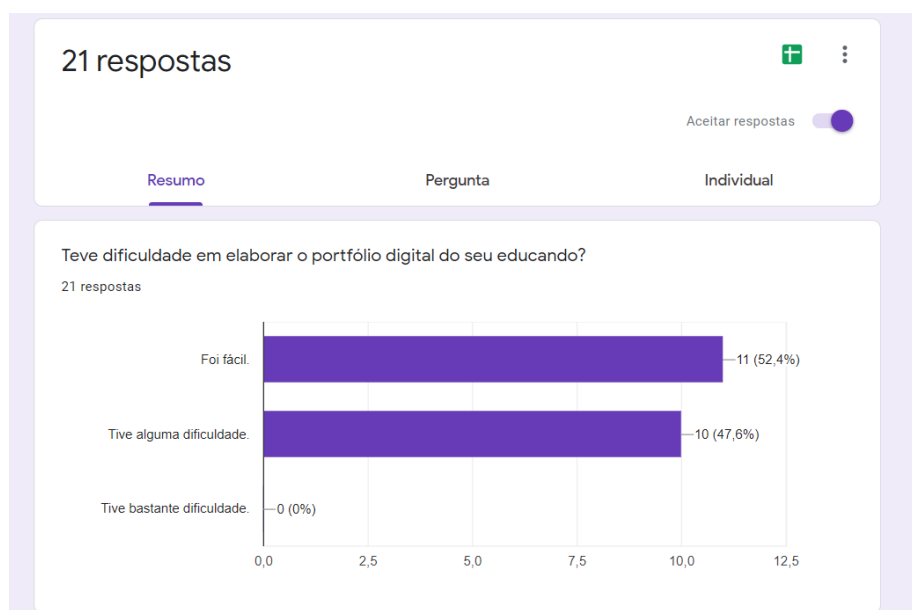 21 respostas
Aceitar respostas
Resumo Pergunta Individual
Teve dificuldade em elaborar o portfólio digital do seu educando?
21 respostas
Foi fácil. 11 (52,4%)
Tive alguma dificuldade. 10 (47,6%)
Tive bastante dificuldade. 0 (0%)
0,0 2,5 5,0 7,5 10,0 12,5